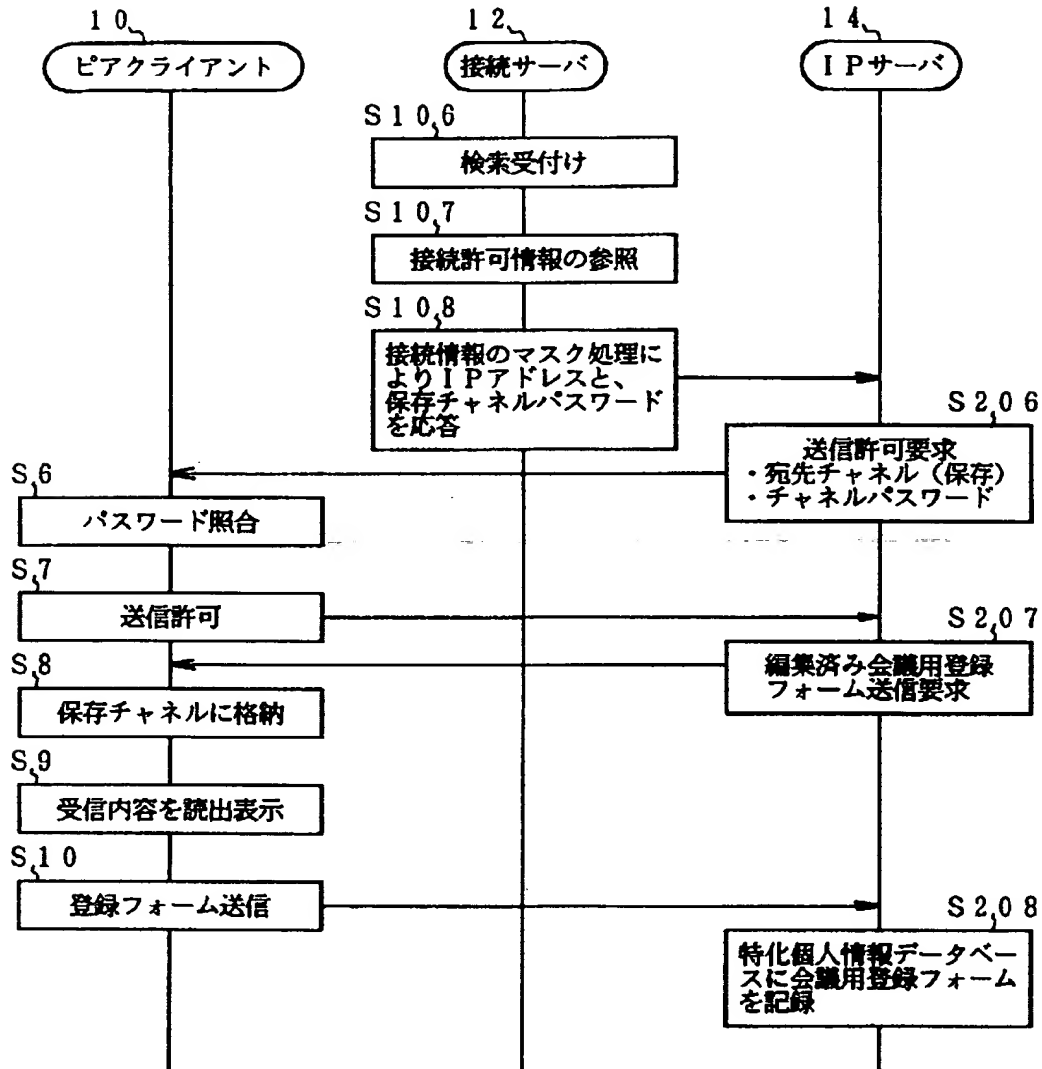 10
12
14
ピアクライアント
接続サーバ
IPサーバ
S106
検索受付け
S107
接続許可情報の参照
S108
接続情報のマスク処理に
よりIPアドレスと、
保存チャネルパスワード
を応答
S206
送信許可要求
・宛先チャネル(保存)
・チャネルパスワード
S6
パスワード照合
S7
送信許可
S207
編集済み会議用登録
フォーム送信要求
S8
保存チャネルに格納
S9
受信内容を読出表示
S10
登録フォーム送信
S208
特化個人情報データベー
スに会議用登録フォーム
を記録